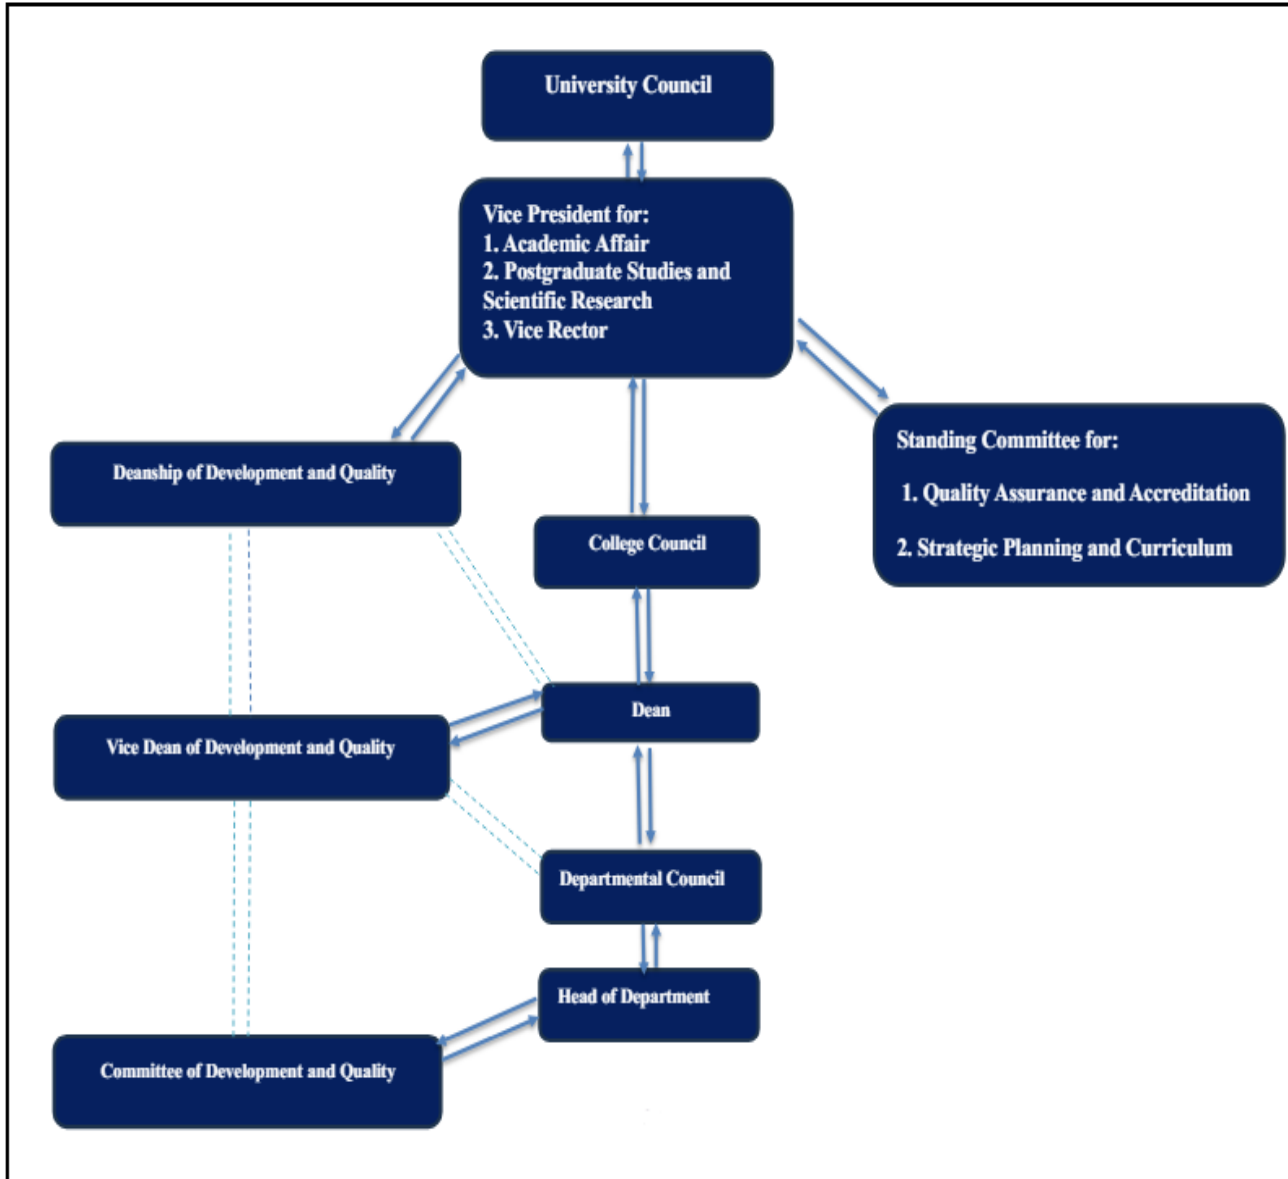 University Council
Vice President for:
1. Academic Affair
2. Postgraduate Studies and
Scientific Research
3. Vice Rector
Standing Committee for:
1. Quality Assurance and Accreditation
2. Strategic Planning and Curriculum
Deanship of Development and Quality
College Council
Dean
Vice Dean of Development and Quality
Departmental Council
Head of Department
Committee of Development and Quality